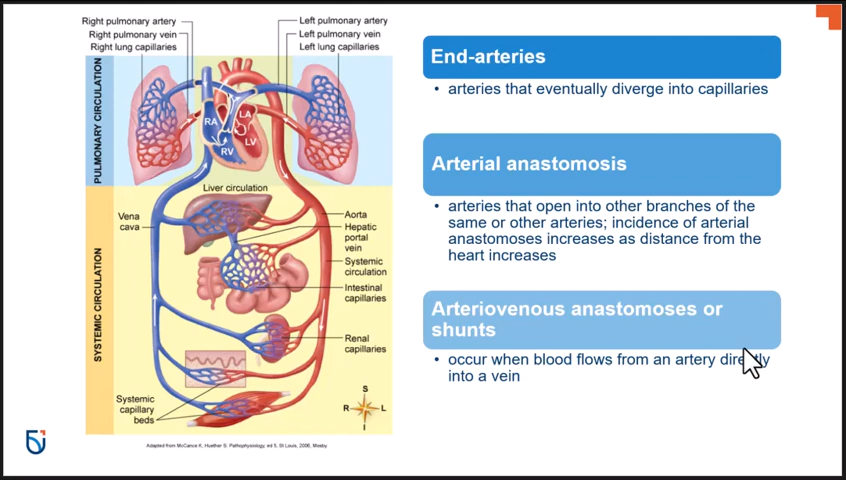 Right pulmonary artery
Right pulmonary vein
Right lung capillaries
Left pulmonary artery
Left pulmonary vein
Left lung capillaries
PULMONARY CIRCULATION
RA
LA
RV
LV
Liver circulation
Vena
cava
Aorta
Hepatic
portal
vein
Systemic
circulation
Intestinal
capillaries
SYSTEMIC CIRCULATION
Renal
capillaries
Systemic
capillary
beds
S
R
L
I
Adapted from McCance K, Huether S: Pathophysiology, ed 5, St Louis, 2006, Mosby.
End-arteries
• arteries that eventually diverge into capillaries
Arterial anastomosis
• arteries that open into other branches of the
same or other arteries; incidence of arterial
anastomoses increases as distance from the
heart increases
Arteriovenous anastomoses or
shunts
• occur when blood flows from an artery directly
into a vein